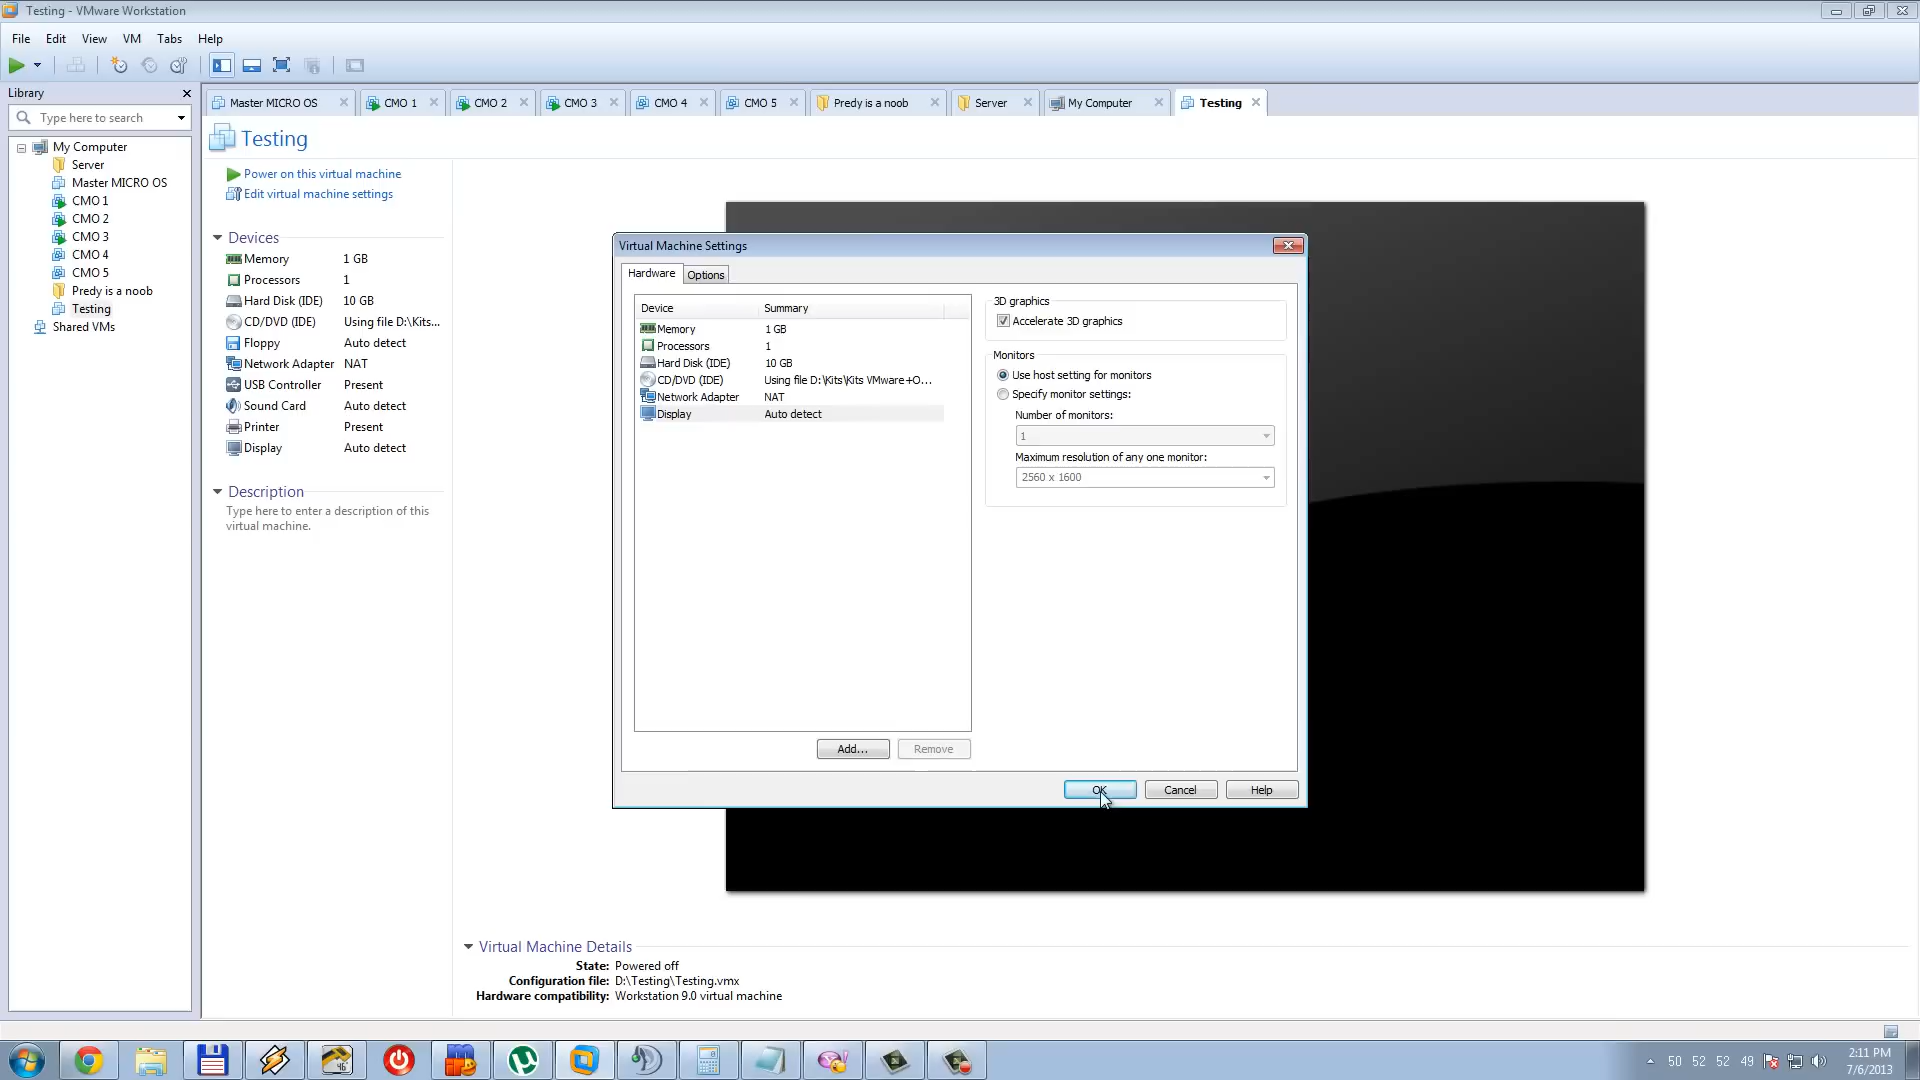 Testing - VMware Workstation
File Edit View VM Tabs Help
Library
Type here to search
My Computer
Server
Master MICRO OS
CMO 1
CMO 2
CMO 3
CMO 4
CMO 5
Predy is a noob
Testing
Shared VMs
Master MICRO OS CMO 1 CMO 2 CMO 3 CMO 4 CMO 5 Predy is a noob Server My Computer Testing
Testing
Power on this virtual machine
Edit virtual machine settings
Devices
Memory 1 GB
Processors 1
Hard Disk (IDE) 10 GB
CD/DVD (IDE) Using file D:\Kits...
Floppy Auto detect
Network Adapter NAT
USB Controller Present
Sound Card Auto detect
Printer Present
Display Auto detect
Description
Type here to enter a description of this
virtual machine.
Virtual Machine Settings
Hardware Options
Device Summary
Memory 1 GB
Processors 1
Hard Disk (IDE) 10 GB
CD/DVD (IDE) Using file D:\Kits\Kits VMware+O...
Network Adapter NAT
Display Auto detect
Add... Remove
3D graphics
Accelerate 3D graphics
Monitors
Use host setting for monitors
Specify monitor settings:
Number of monitors:
1
Maximum resolution of any one monitor:
2560 x 1600
OK Cancel Help
Virtual Machine Details
State: Powered off
Configuration file: D:\Testing\Testing.vmx
Hardware compatibility: Workstation 9.0 virtual machine
50 52 52 49
2:11 PM
7/6/2013